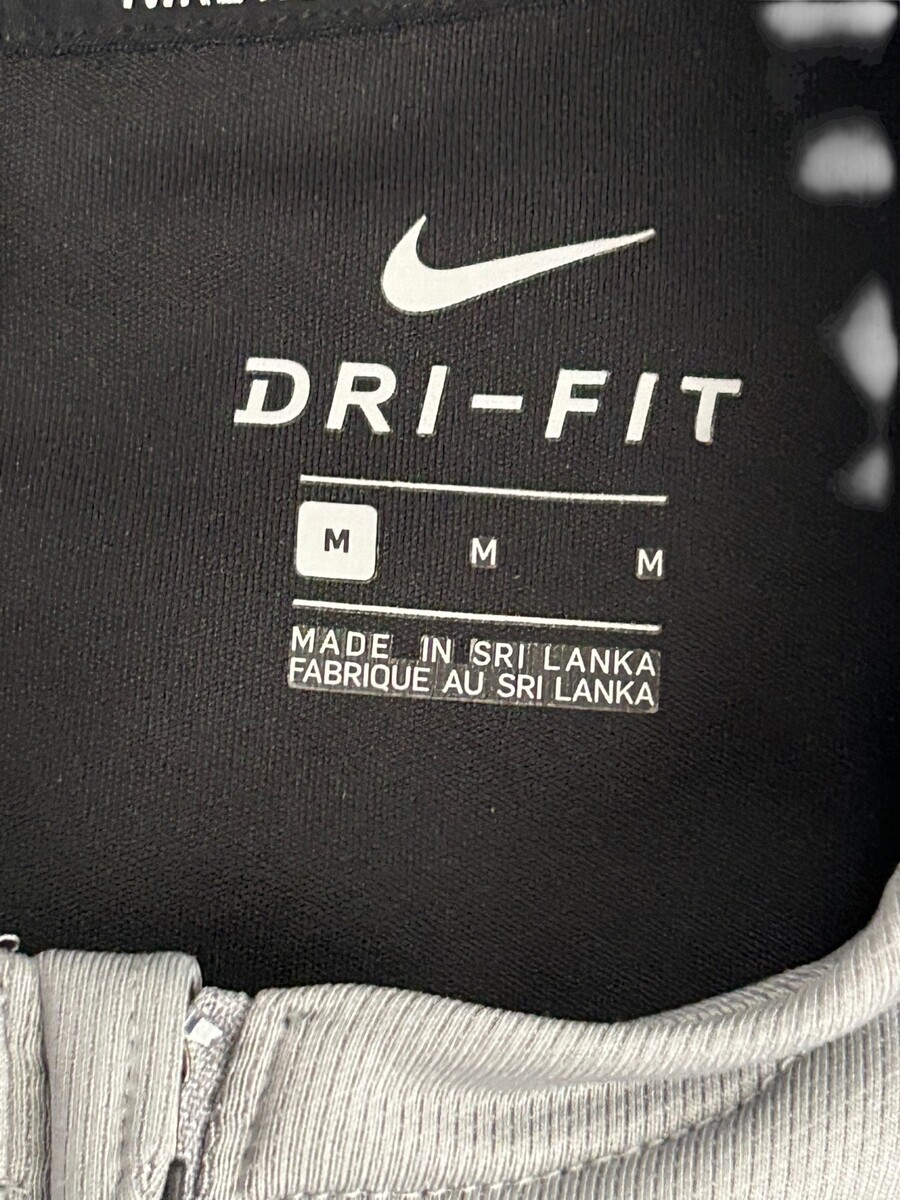 DRI-FIT
M M M
MADE IN SRI LANKA
FABRIQUE AU SRI LANKA